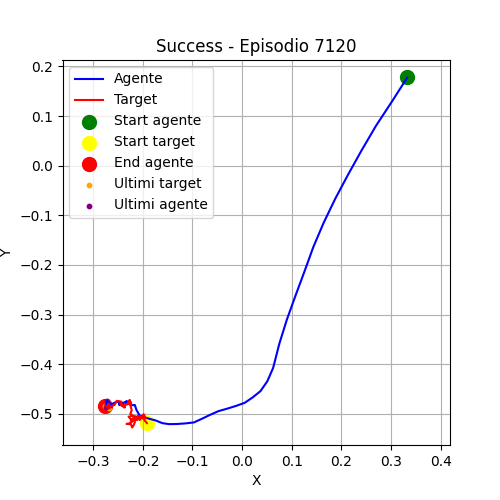 Success - Episodio 7120
Agente
Target
Start agente
Start target
End agente
Ultimi target
Ultimi agente
0.2
0.1
0.0
−0.1
−0.2
−0.3
−0.4
−0.5
Y
−0.3
−0.2
−0.1
0.0
0.1
0.2
0.3
0.4
X